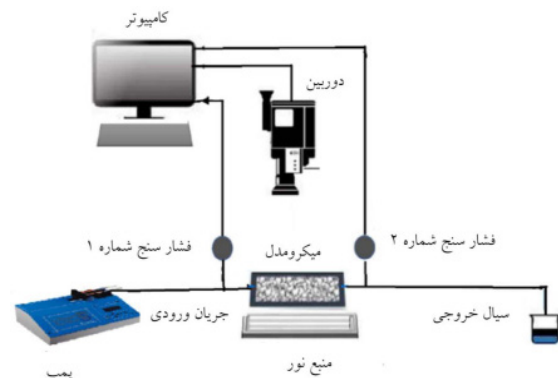 کامپیوتر
دوربین
فشار سنج شماره ۱
میکرومدل
فشار سنج شماره ۲
جریان ورودی
سیال خروجی
پمپ
منبع نور